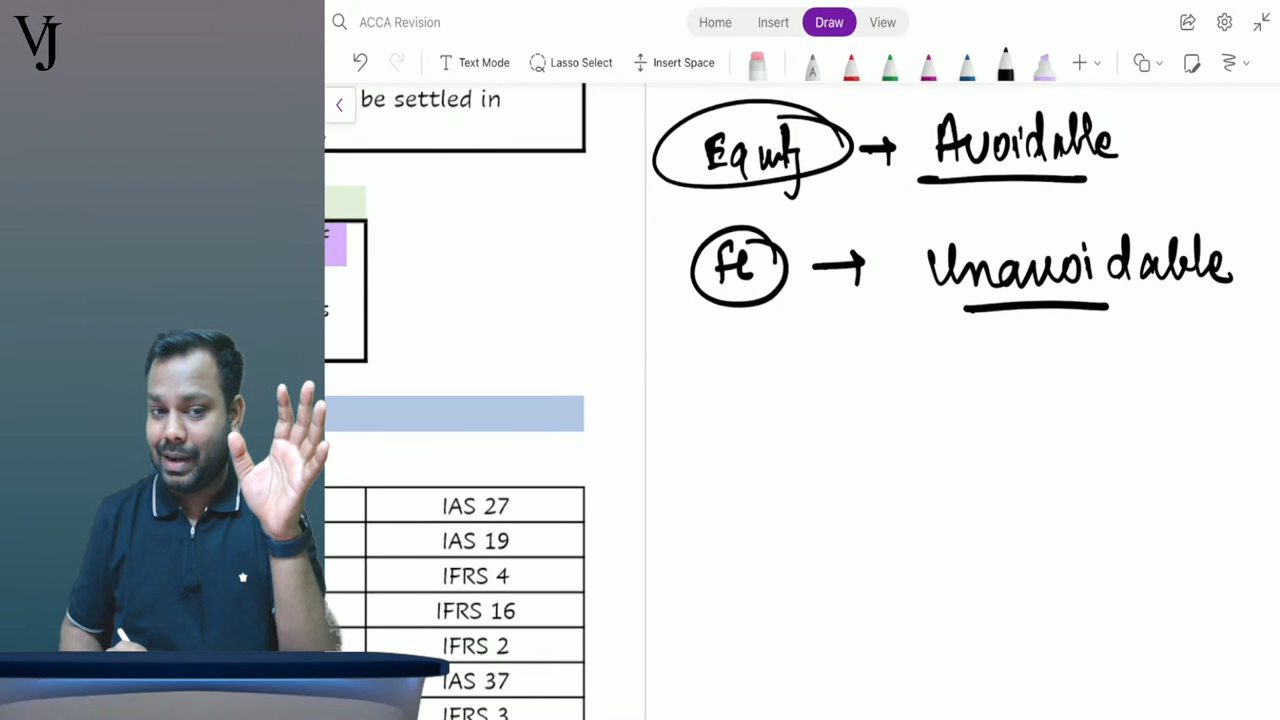 VJ
ACCA Revision
Home Insert Draw View
Text Mode Lasso Select Insert Space
be settled in
Equity → Avoidable
fl → Unavoidable
IAS 27
IAS 19
IFRS 4
IFRS 16
IFRS 2
IAS 37
IFRS 3